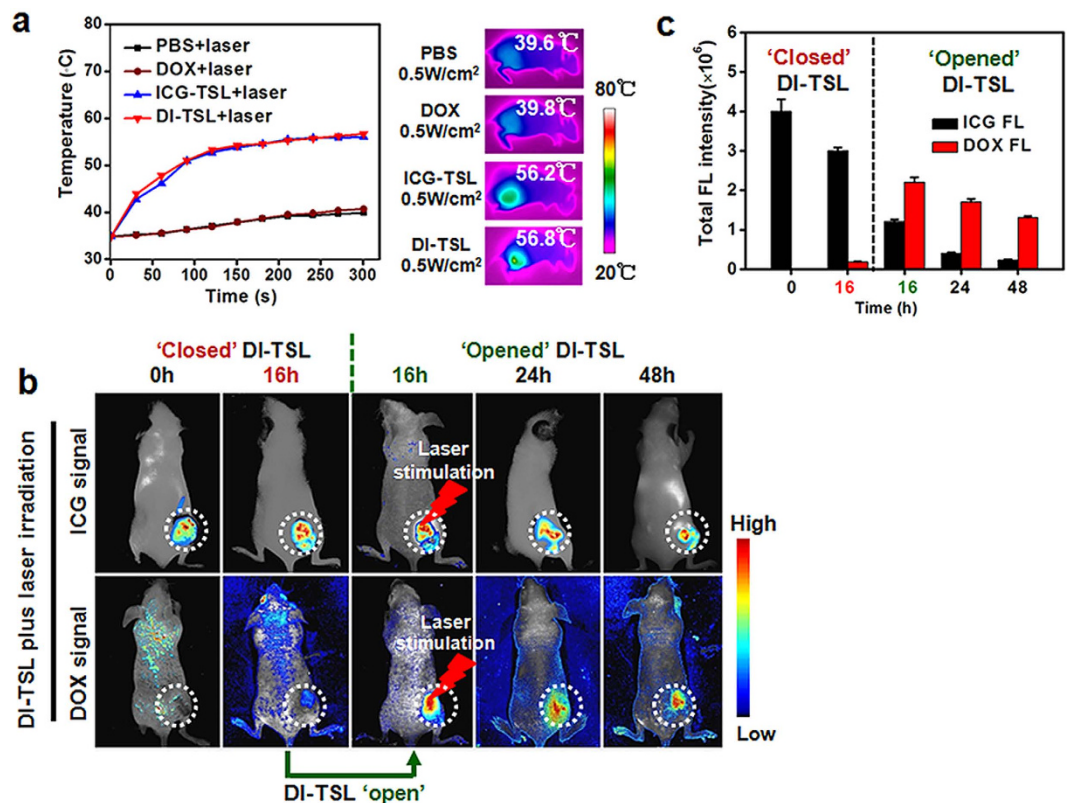 a
Temperature (·C)
80
70
60
50
40
30
PBS+laser
DOX+laser
ICG-TSL+laser
DI-TSL+laser
0 50 100 150 200 250 300
Time (s)
PBS
0.5W/cm²
39.6℃
DOX
0.5W/cm²
39.8℃
ICG-TSL
0.5W/cm²
56.2℃
DI-TSL
0.5W/cm²
56.8℃
80℃
20℃
c
Total FL intensity(×10⁶)
6
5
4
3
2
1
0
'Closed'
DI-TSL
'Opened'
DI-TSL
ICG FL
DOX FL
0 16 16 24 48
Time (h)
b
'Closed' DI-TSL
'Opened' DI-TSL
0h 16h 16h 24h 48h
DI-TSL plus laser irradiation
ICG signal
Laser
stimulation
DOX signal
Laser
stimulation
High
Low
DI-TSL 'open'